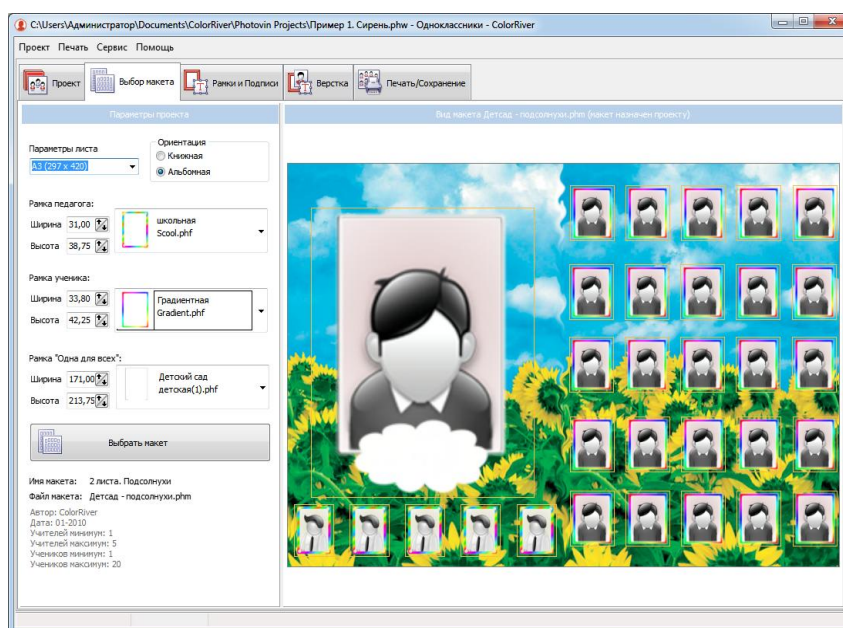 C:\Users\Администратор\Documents\ColorRiver\Photovin Projects\Пример 1. Сирень.phw - Одноклассники - ColorRiver
Проект Печать Сервис Помощь
Проект Выбор макета Рамки и Подписи Верстка Печать/Сохранение
Параметры проекта
Вид макета Детсад - подсолнухи.phm (макет назначен проекту)
Параметры листа
A3 (297 x 420)
Ориентация
Книжная
Альбомная
Рамка педагога:
Ширина 31,00
Высота 38,75
школьная
Scool.phf
Рамка ученика:
Ширина 33,80
Высота 42,25
Градиентная
Gradient.phf
Рамка "Одна для всех":
Ширина 171,00
Высота 213,75
Детский сад
детская(1).phf
Выбрать макет
Имя макета: 2 листа. Подсолнухи
Файл макета: Детсад - подсолнухи.phm
Автор: ColorRiver
Дата: 01-2010
Учителей минимум: 1
Учителей максимум: 5
Учеников минимум: 1
Учеников максимум: 20